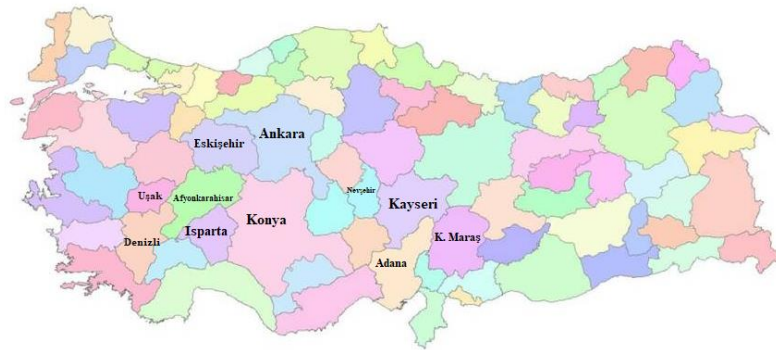 Ankara
Eskişehir
Nevşehir
Uşak
Afyonkarahisar
Kayseri
Konya
Isparta
Denizli
K. Maraş
Adana